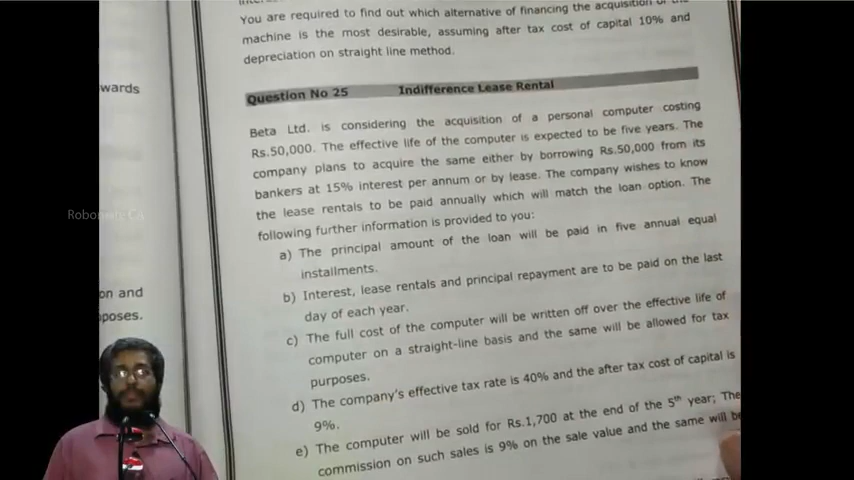 You are required to find out which alternative of financing the acquisition of the
machine is the most desirable, assuming after tax cost of capital 10% and
depreciation on straight line method.
wards
Question No 25 Indifference Lease Rental
Beta Ltd. is considering the acquisition of a personal computer costing
Rs.50,000. The effective life of the computer is expected to be five years. The
company plans to acquire the same either by borrowing Rs.50,000 from its
bankers at 15% interest per annum or by lease. The company wishes to know
the lease rentals to be paid annually which will match the loan option. The
following further information is provided to you:
a) The principal amount of the loan will be paid in five annual equal
installments.
b) Interest, lease rentals and principal repayment are to be paid on the last
day of each year.
on and
poses.
c) The full cost of the computer will be written off over the effective life of
computer on a straight-line basis and the same will be allowed for tax
purposes.
d) The company's effective tax rate is 40% and the after tax cost of capital is
9%.
e) The computer will be sold for Rs.1,700 at the end of the 5th year; The
commission on such sales is 9% on the sale value and the same will be